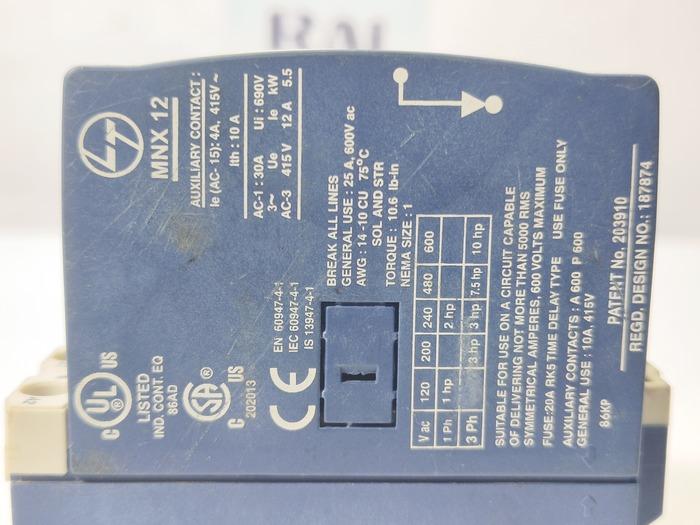 RAI
LT
MNX 12
AUXILIARY CONTACT :
Ie (AC- 15): 4A, 415V ~
Ith : 10 A
AC-1 : 30A Ui : 690V
3~ Ue Ie kW
AC-3 415 V 12 A 5.5
BREAK ALL LINES
GENERAL USE : 25 A, 600V ac
AWG : 14 -10 CU 75°C
SOL AND STR
TORQUE : 10.6 lb-In
NEMA SIZE : 1
EN 60947-4-1
IEC 60947-4-1
IS 13947-4-1
C UL US
LISTED
IND. CONT. EQ
86AD
C SA US
202013
CE
V ac 120 200 240 480 600
1 Ph 1 hp 2 hp
3 Ph 3 hp 3 hp 7.5 hp 10 hp
SUITABLE FOR USE ON A CIRCUIT CAPABLE
OF DELIVERING NOT MORE THAN 5000 RMS
SYMMETRICAL AMPERES, 600 VOLTS MAXIMUM
FUSE:20A RK5 TIME DELAY TYPE USE FUSE ONLY
AUXILIARY CONTACTS : A 600 P 600
GENERAL USE : 10A, 415V
86KP
PATENT No. 203910
REGD. DESIGN NO.: 187874